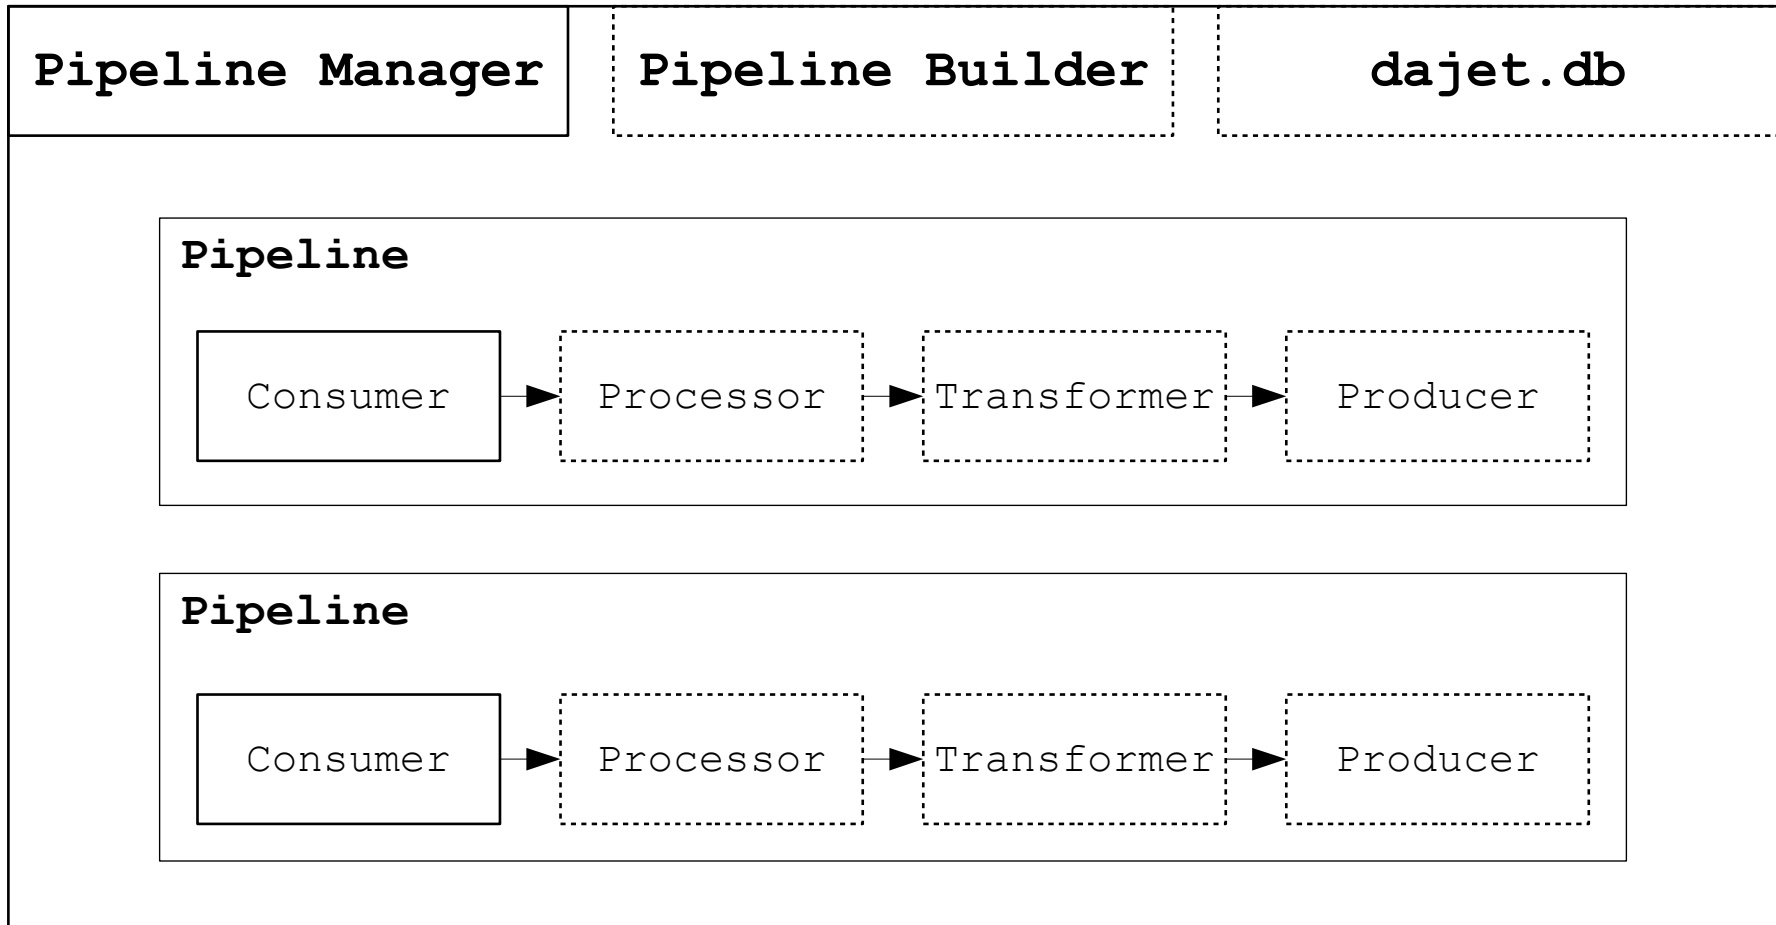 Pipeline Manager
Pipeline Builder
dajet.db
Pipeline
Consumer
Processor
Transformer
Producer
Pipeline
Consumer
Processor
Transformer
Producer